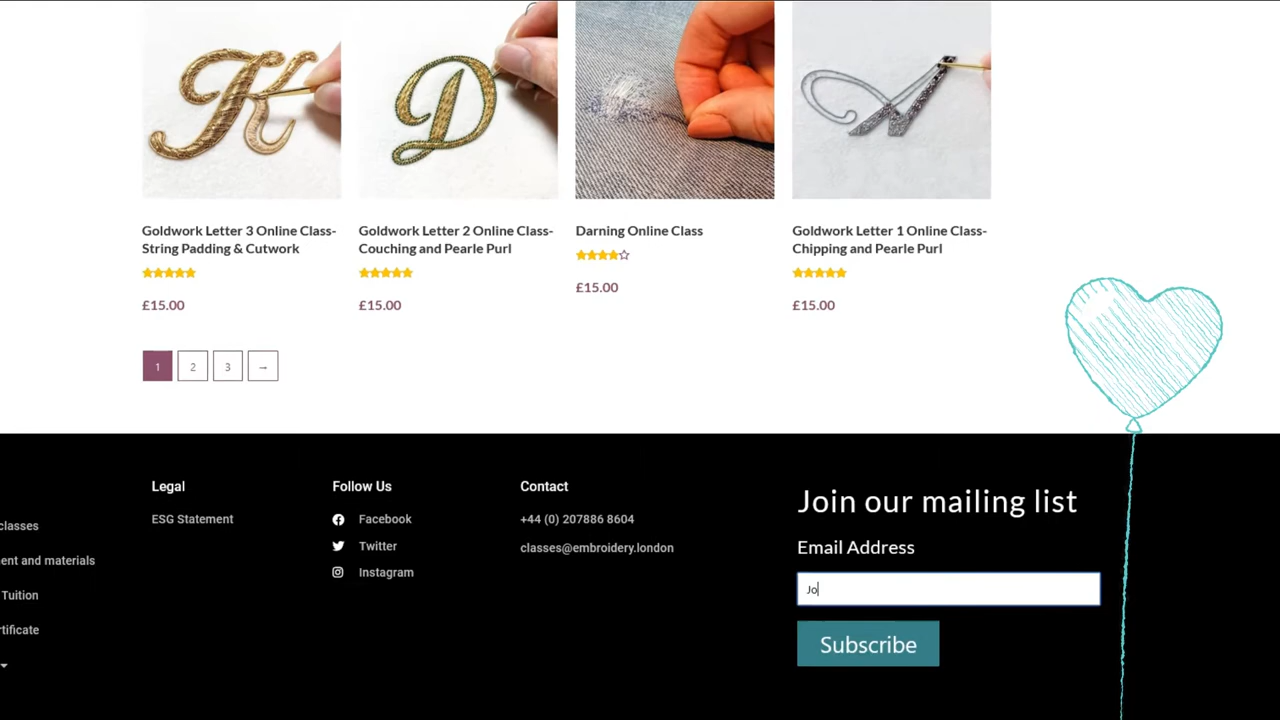 Goldwork Letter 3 Online Class-
String Padding & Cutwork
£15.00
Goldwork Letter 2 Online Class-
Couching and Pearle Purl
£15.00
Darning Online Class
£15.00
Goldwork Letter 1 Online Class-
Chipping and Pearle Purl
£15.00
1 2 3 →
classes
ent and materials
Tuition
tificate
Legal
ESG Statement
Follow Us
Facebook
Twitter
Instagram
Contact
+44 (0) 207886 8604
classes@embroidery.london
Join our mailing list
Email Address
Jo
Subscribe